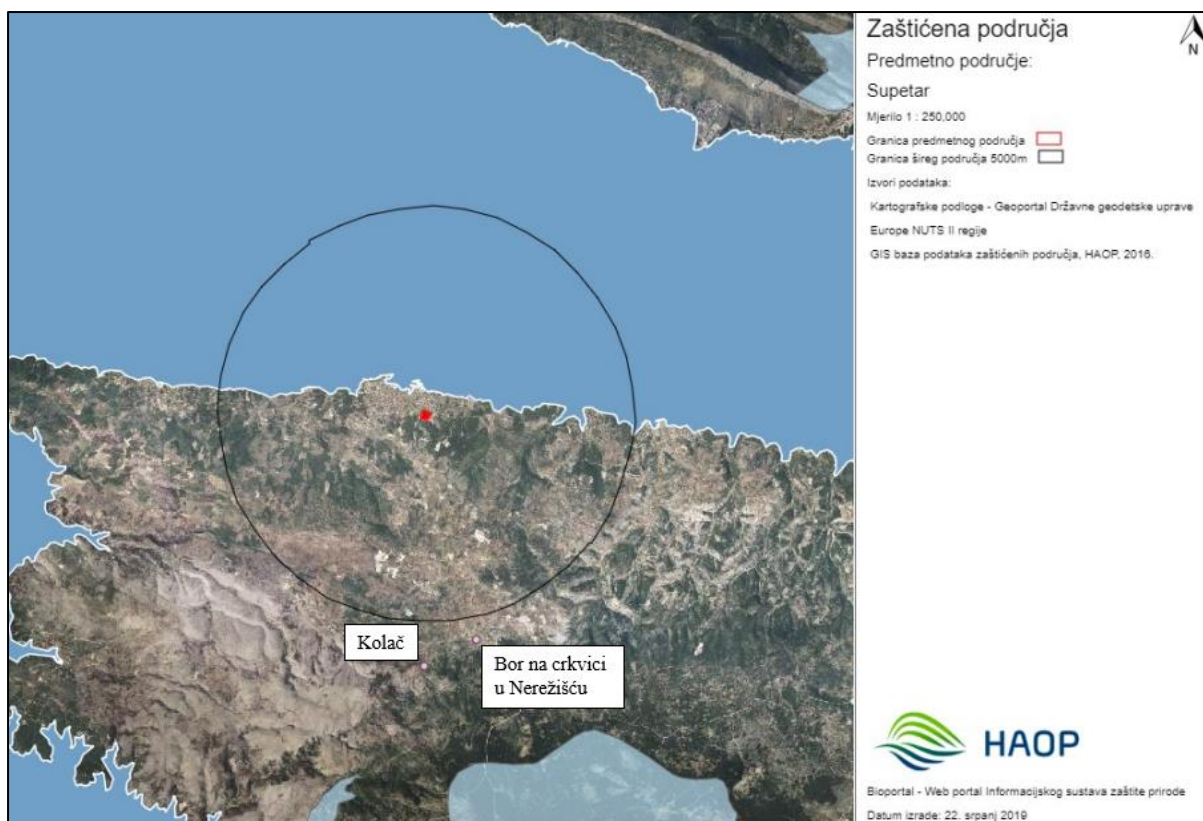 Zaštićena područja
N
Predmetno područje:
Supetar
Mjerilo 1 : 250,000
Granica predmetnog područja
Granica šireg područja 5000m
Izvori podataka:
Kartografske podloge - Geoportal Državne geodetske uprave
Europe NUTS II regije
GIS baza podataka zaštićenih područja, HAOP, 2016.
Kolač
Bor na crkvici
u Nerežišću
HAOP
Bioportal - Web portal Informacijskog sustava zaštite prirode
Datum izrade: 22. srpanj 2019